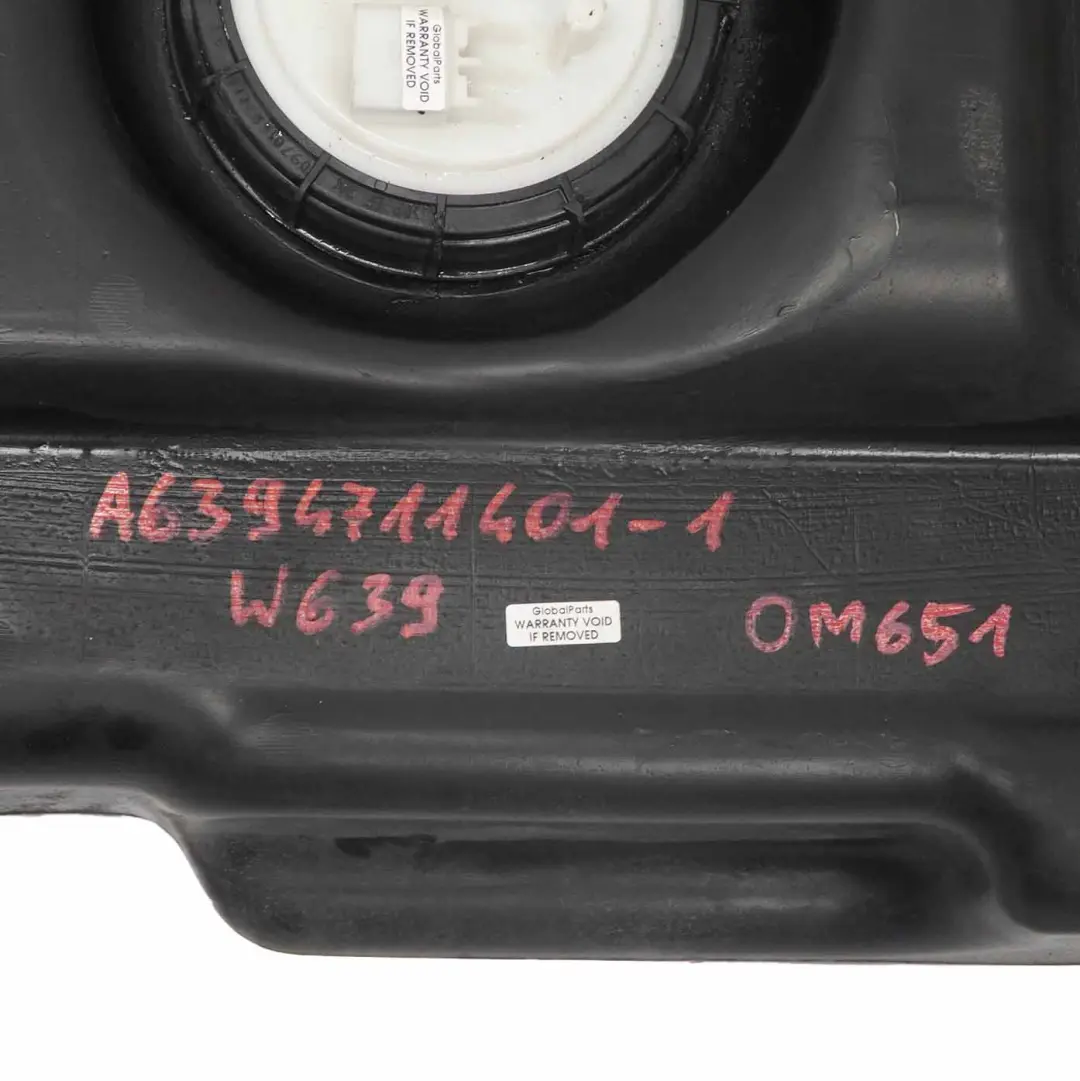 GlobalParts
WARRANTY VOID
IF REMOVED
A6394711401-1
W639
GlobalParts
WARRANTY VOID
IF REMOVED
OM651